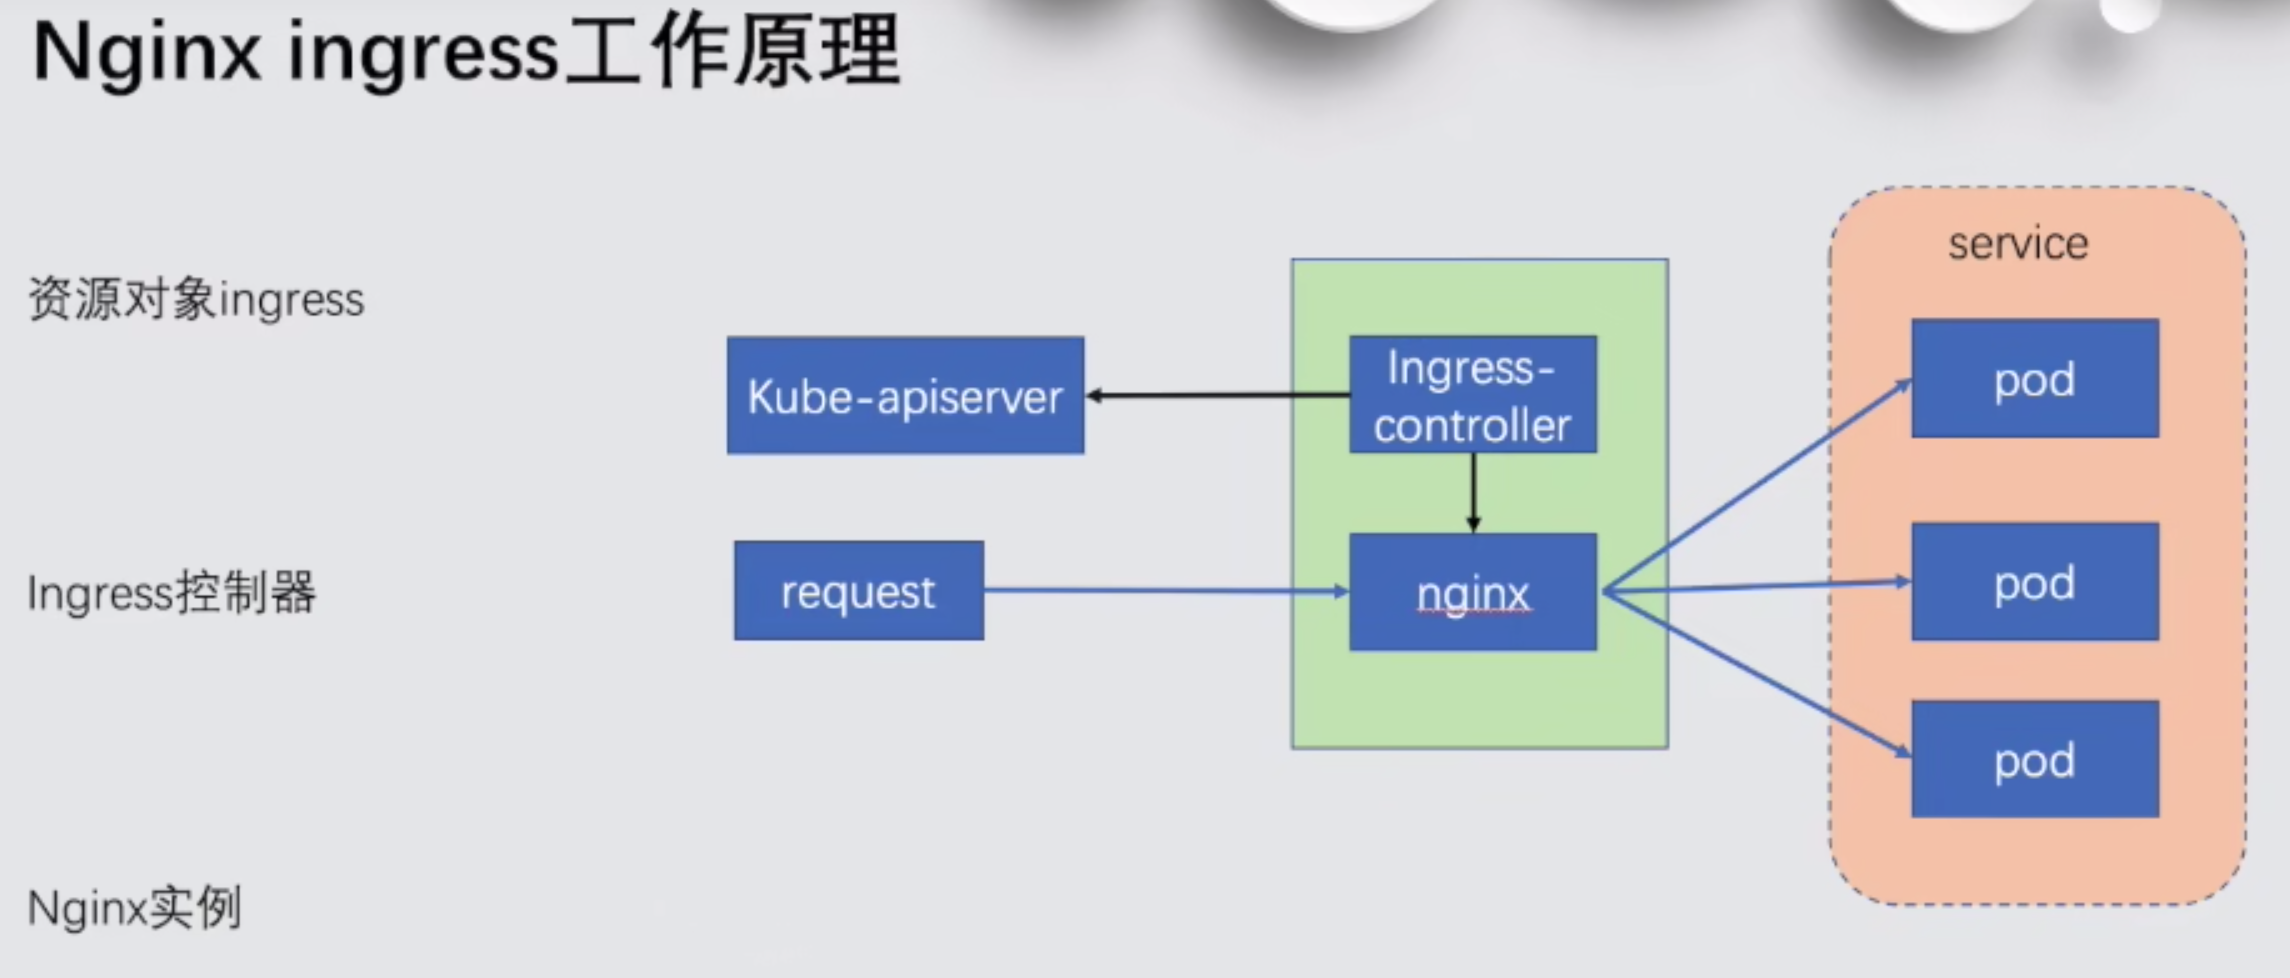 Nginx ingress工作原理
资源对象ingress
Ingress控制器
Nginx实例
Kube-apiserver
request
Ingress-
controller
nginx
service
pod
pod
pod